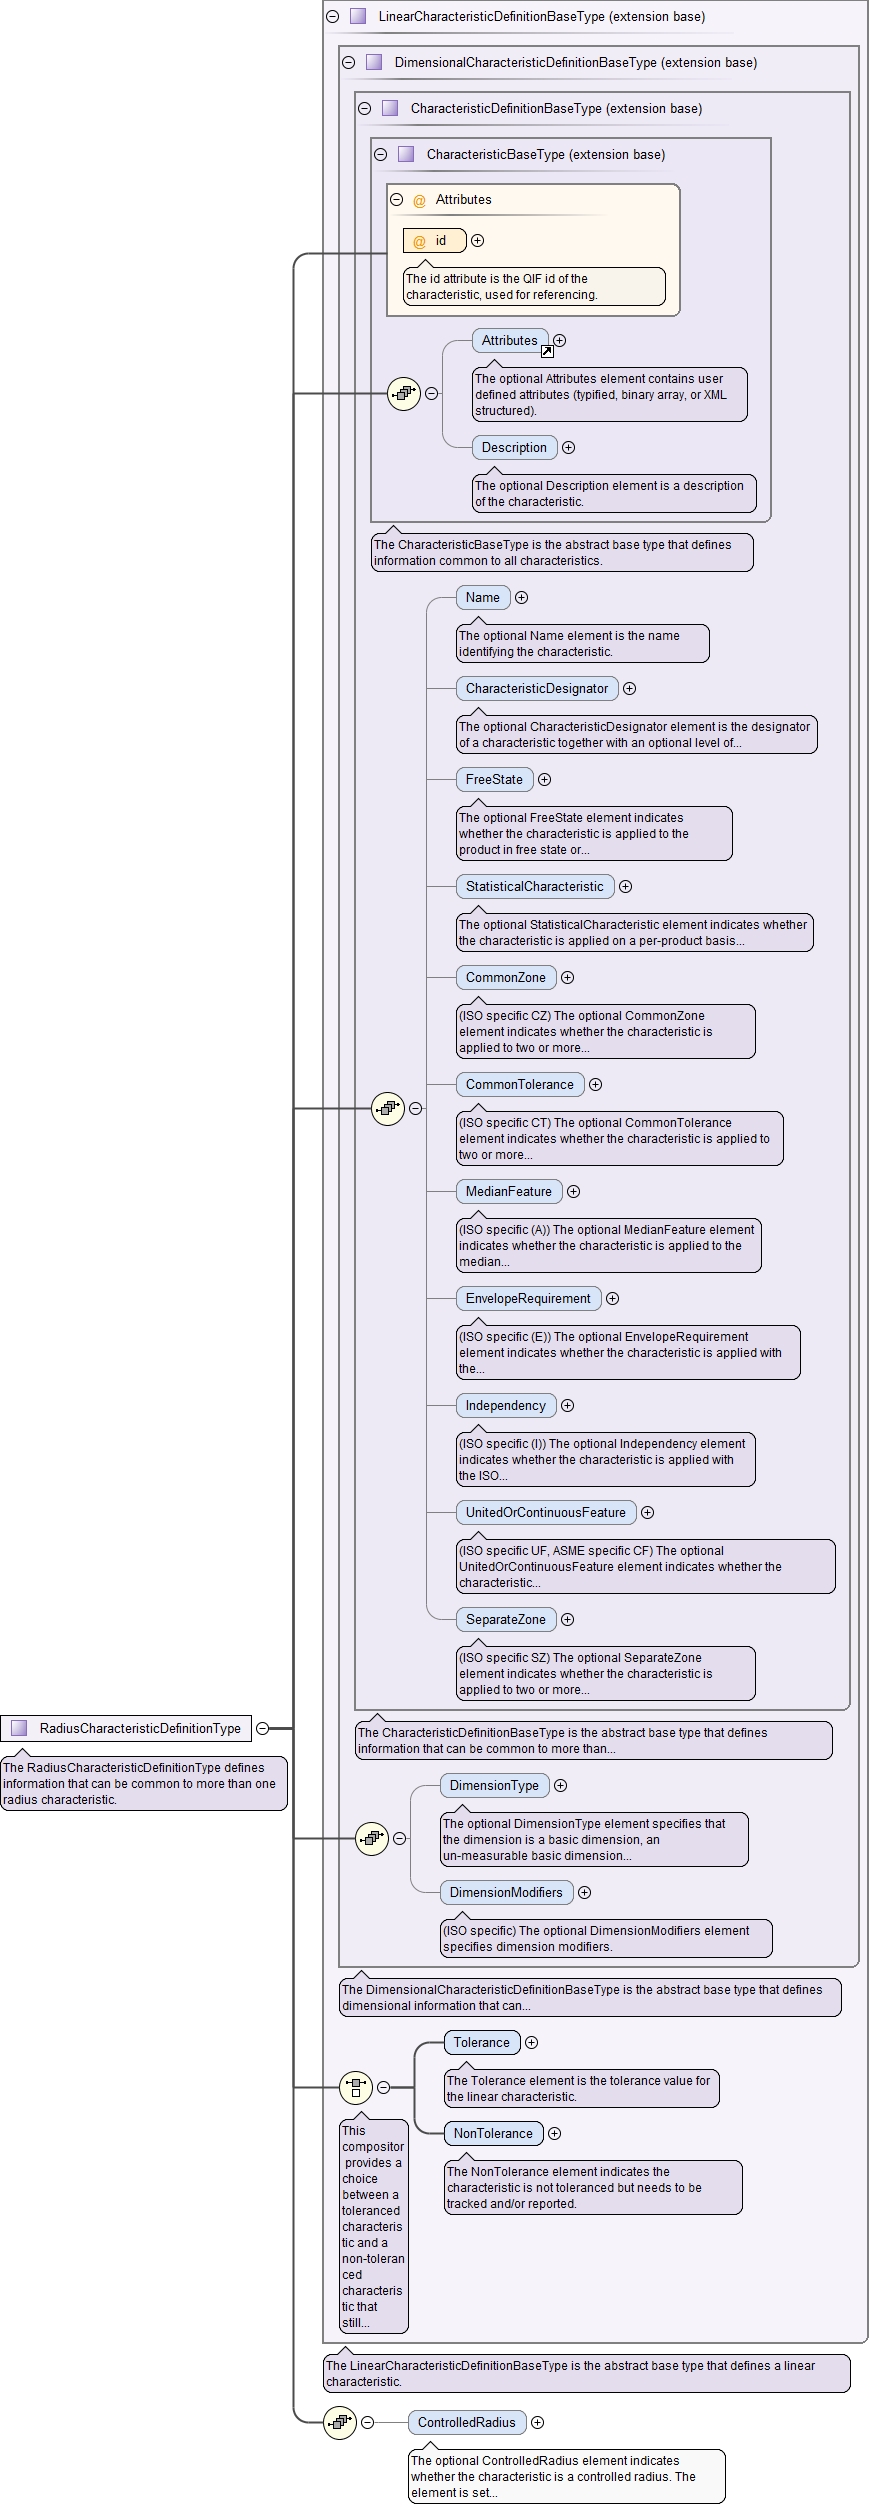 LinearCharacteristicDefinitionBaseType (extension base)
DimensionalCharacteristicDefinitionBaseType (extension base)
CharacteristicDefinitionBaseType (extension base)
CharacteristicBaseType (extension base)
@ Attributes
@ id
The id attribute is the QIF id of the
characteristic, used for referencing.
Attributes
The optional Attributes element contains user
defined attributes (typified, binary array, or XML
structured).
Description
The optional Description element is a description
of the characteristic.
The CharacteristicBaseType is the abstract base type that defines
information common to all characteristics.
Name
The optional Name element is the name
identifying the characteristic.
CharacteristicDesignator
The optional CharacteristicDesignator element is the designator
of a characteristic together with an optional level of...
FreeState
The optional FreeState element indicates
whether the characteristic is applied to the
product in free state or...
StatisticalCharacteristic
The optional StatisticalCharacteristic element indicates whether
the characteristic is applied on a per-product basis...
CommonZone
(ISO specific CZ) The optional CommonZone
element indicates whether the characteristic is
applied to two or more...
CommonTolerance
(ISO specific CT) The optional CommonTolerance
element indicates whether the characteristic is applied to
two or more...
MedianFeature
(ISO specific (A)) The optional MedianFeature element
indicates whether the characteristic is applied to the
median...
EnvelopeRequirement
(ISO specific (E)) The optional EnvelopeRequirement
element indicates whether the characteristic is applied with
the...
Independency
(ISO specific (I)) The optional Independency element
indicates whether the characteristic is applied with
the ISO...
UnitedOrContinuousFeature
(ISO specific UF, ASME specific CF) The optional
UnitedOrContinuousFeature element indicates whether the
characteristic...
SeparateZone
(ISO specific SZ) The optional SeparateZone
element indicates whether the characteristic is
applied to two or more...
RadiusCharacteristicDefinitionType
The RadiusCharacteristicDefinitionType defines
information that can be common to more than one
radius characteristic.
The CharacteristicDefinitionBaseType is the abstract base type that defines
information that can be common to more than...
DimensionType
The optional DimensionType element specifies that
the dimension is a basic dimension, an
un-measurable basic dimension...
DimensionModifiers
(ISO specific) The optional DimensionModifiers element
specifies dimension modifiers.
The DimensionalCharacteristicDefinitionBaseType is the abstract base type that defines
dimensional information that can...
Tolerance
The Tolerance element is the tolerance value for
the linear characteristic.
NonTolerance
The NonTolerance element indicates the
characteristic is not toleranced but needs to be
tracked and/or reported.
This
compositor
provides a
choice
between a
toleranced
characteris
tic and a
non-toleran
ced
characteris
tic that
still...
The LinearCharacteristicDefinitionBaseType is the abstract base type that defines a linear
characteristic.
ControlledRadius
The optional ControlledRadius element indicates
whether the characteristic is a controlled radius. The
element is set...